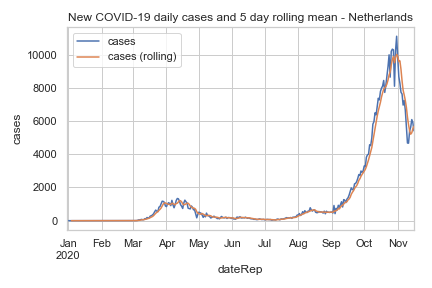 New COVID-19 daily cases and 5 day rolling mean - Netherlands
cases
cases (rolling)
10000
8000
6000
4000
2000
0
cases
Jan Feb Mar Apr May Jun Jul Aug Sep Oct Nov
2020
dateRep